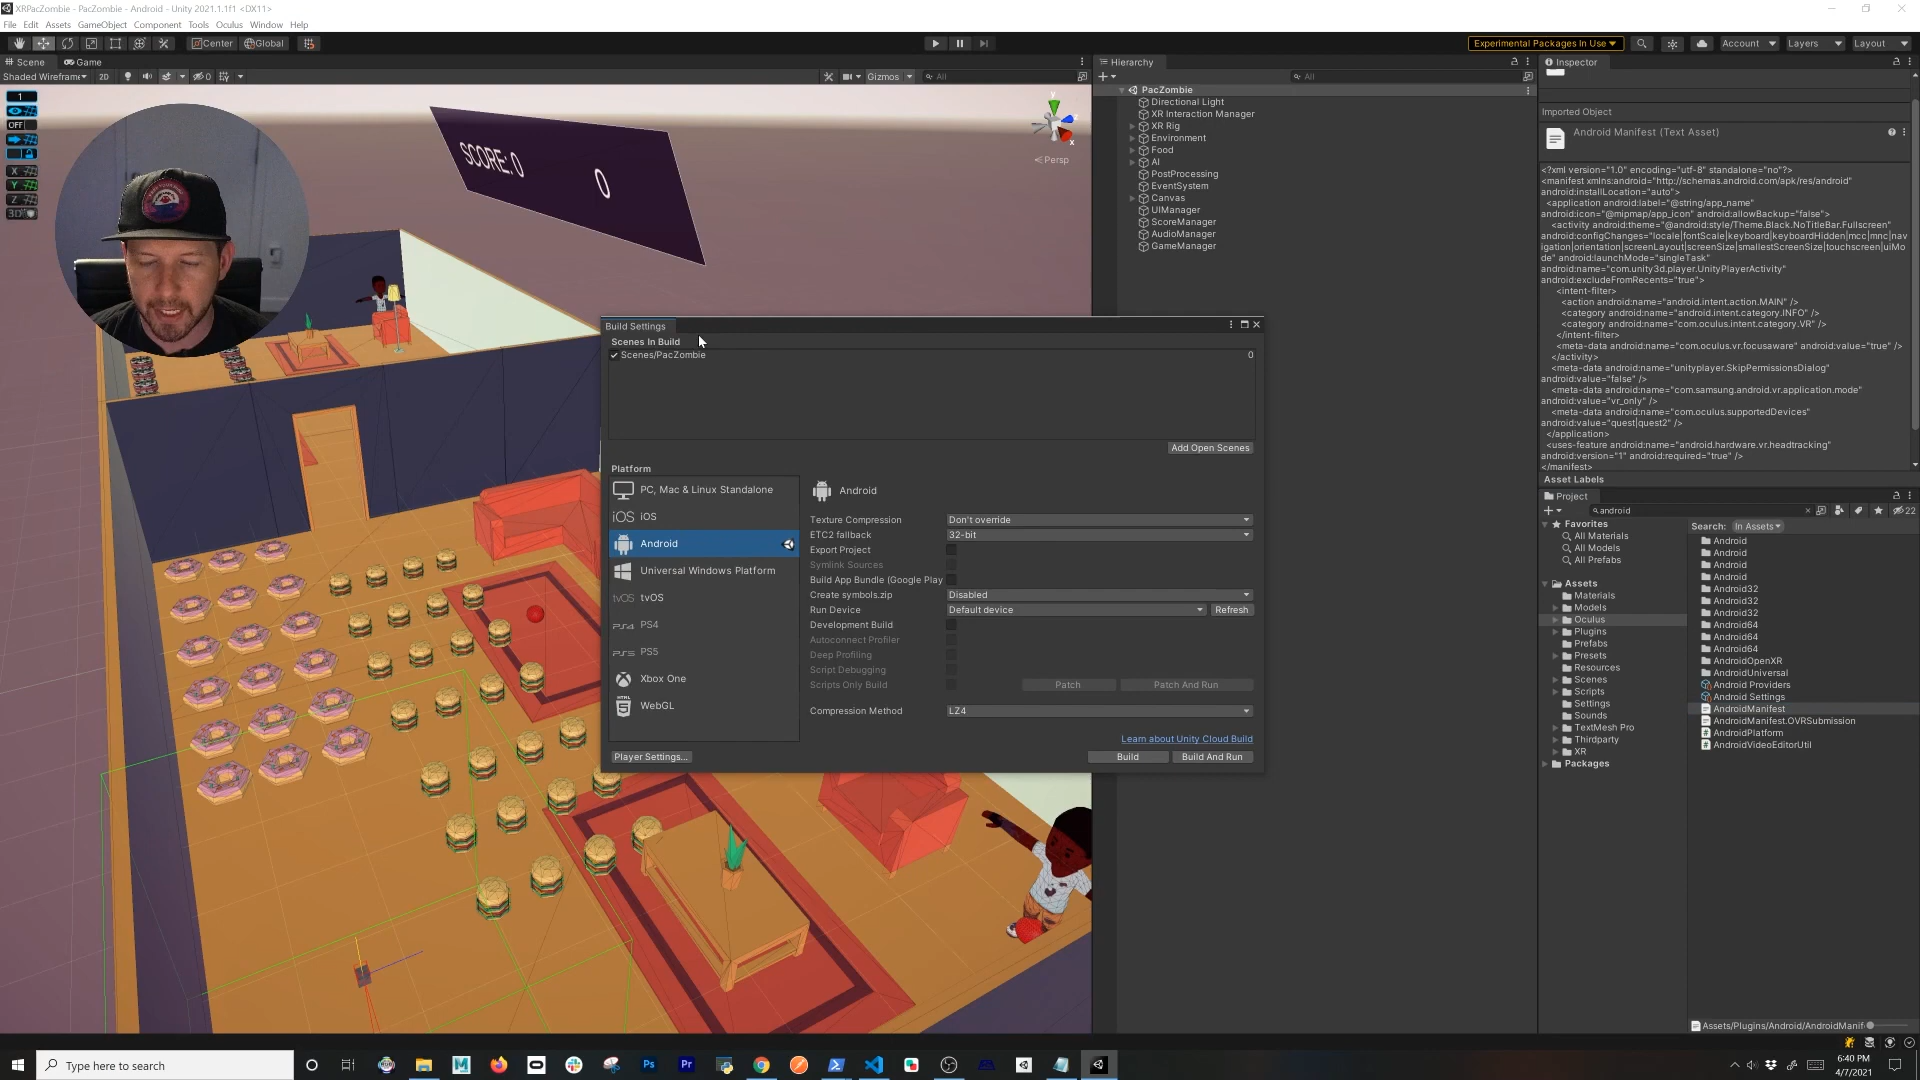 XRPacZombie - PacZombie - Android - Unity 2021.1.1f1 <DX11>
File Edit Assets GameObject Component Tools Oculus Window Help
Center Global
Experimental Packages In Use Account Layers Layout
Scene Game
Shaded Wireframe 2D 0 Gizmos All
1
OFF
X
Y
Z
3D
SCORE: 0
0
y
x
Persp
Hierarchy
All
PacZombie
Directional Light
XR Interaction Manager
XR Rig
Environment
Food
AI
PostProcessing
EventSystem
Canvas
UIManager
ScoreManager
AudioManager
GameManager
Build Settings
Scenes In Build
Scenes/PacZombie 0
Add Open Scenes
Platform
PC, Mac & Linux Standalone
iOS iOS
Android
Universal Windows Platform
tvOS tvOS
PS4 PS4
PS5 PS5
Xbox One
HTML 5 WebGL
Android
Texture Compression Don't override
ETC2 fallback 32-bit
Export Project
Symlink Sources
Build App Bundle (Google Play
Create symbols.zip Disabled
Run Device Default device Refresh
Development Build
Autoconnect Profiler
Deep Profiling
Script Debugging
Scripts Only Build Patch Patch And Run
Compression Method LZ4
Learn about Unity Cloud Build
Player Settings... Build Build And Run
Inspector
Imported Object
Android Manifest (Text Asset)
<?xml version="1.0" encoding="utf-8" standalone="no"?>
<manifest xmlns:android="http://schemas.android.com/apk/res/android"
android:installLocation="auto">
<application android:label="@string/app_name"
android:icon="@mipmap/app_icon" android:allowBackup="false">
<activity android:theme="@android:style/Theme.Black.NoTitleBar.Fullscreen"
android:configChanges="locale|fontScale|keyboard|keyboardHidden|mcc|mnc|nav
igation|orientation|screenLayout|screenSize|smallestScreenSize|touchscreen|uiMo
de" android:launchMode="singleTask"
android:name="com.unity3d.player.UnityPlayerActivity"
android:excludeFromRecents="true">
<intent-filter>
<action android:name="android.intent.action.MAIN" />
<category android:name="android.intent.category.INFO" />
<category android:name="com.oculus.intent.category.VR" />
</intent-filter>
<meta-data android:name="com.oculus.vr.focusaware" android:value="true" />
</activity>
<meta-data android:name="unityplayer.SkipPermissionsDialog"
android:value="false" />
<meta-data android:name="com.samsung.android.vr.application.mode"
android:value="vr_only" />
<meta-data android:name="com.oculus.supportedDevices"
android:value="quest|quest2" />
</application>
<uses-feature android:name="android.hardware.vr.headtracking"
android:version="1" android:required="true" />
</manifest>
Asset Labels
Project
android 22
Favorites
All Materials
All Models
All Prefabs
Assets
Materials
Models
Oculus
Plugins
Prefabs
Presets
Resources
Scenes
Scripts
Settings
Sounds
TextMesh Pro
Thirdparty
XR
Packages
Search: In Assets
Android
Android
Android
Android
Android32
Android32
Android32
Android64
Android64
Android64
AndroidOpenXR
AndroidUniversal
Android Providers
Android Settings
AndroidManifest
AndroidManifest.OVRSubmission
AndroidPlatform
AndroidVideoEditorUtil
Assets/Plugins/Android/AndroidManif
Type here to search
Ps
Pr
6:40 PM
4/7/2021